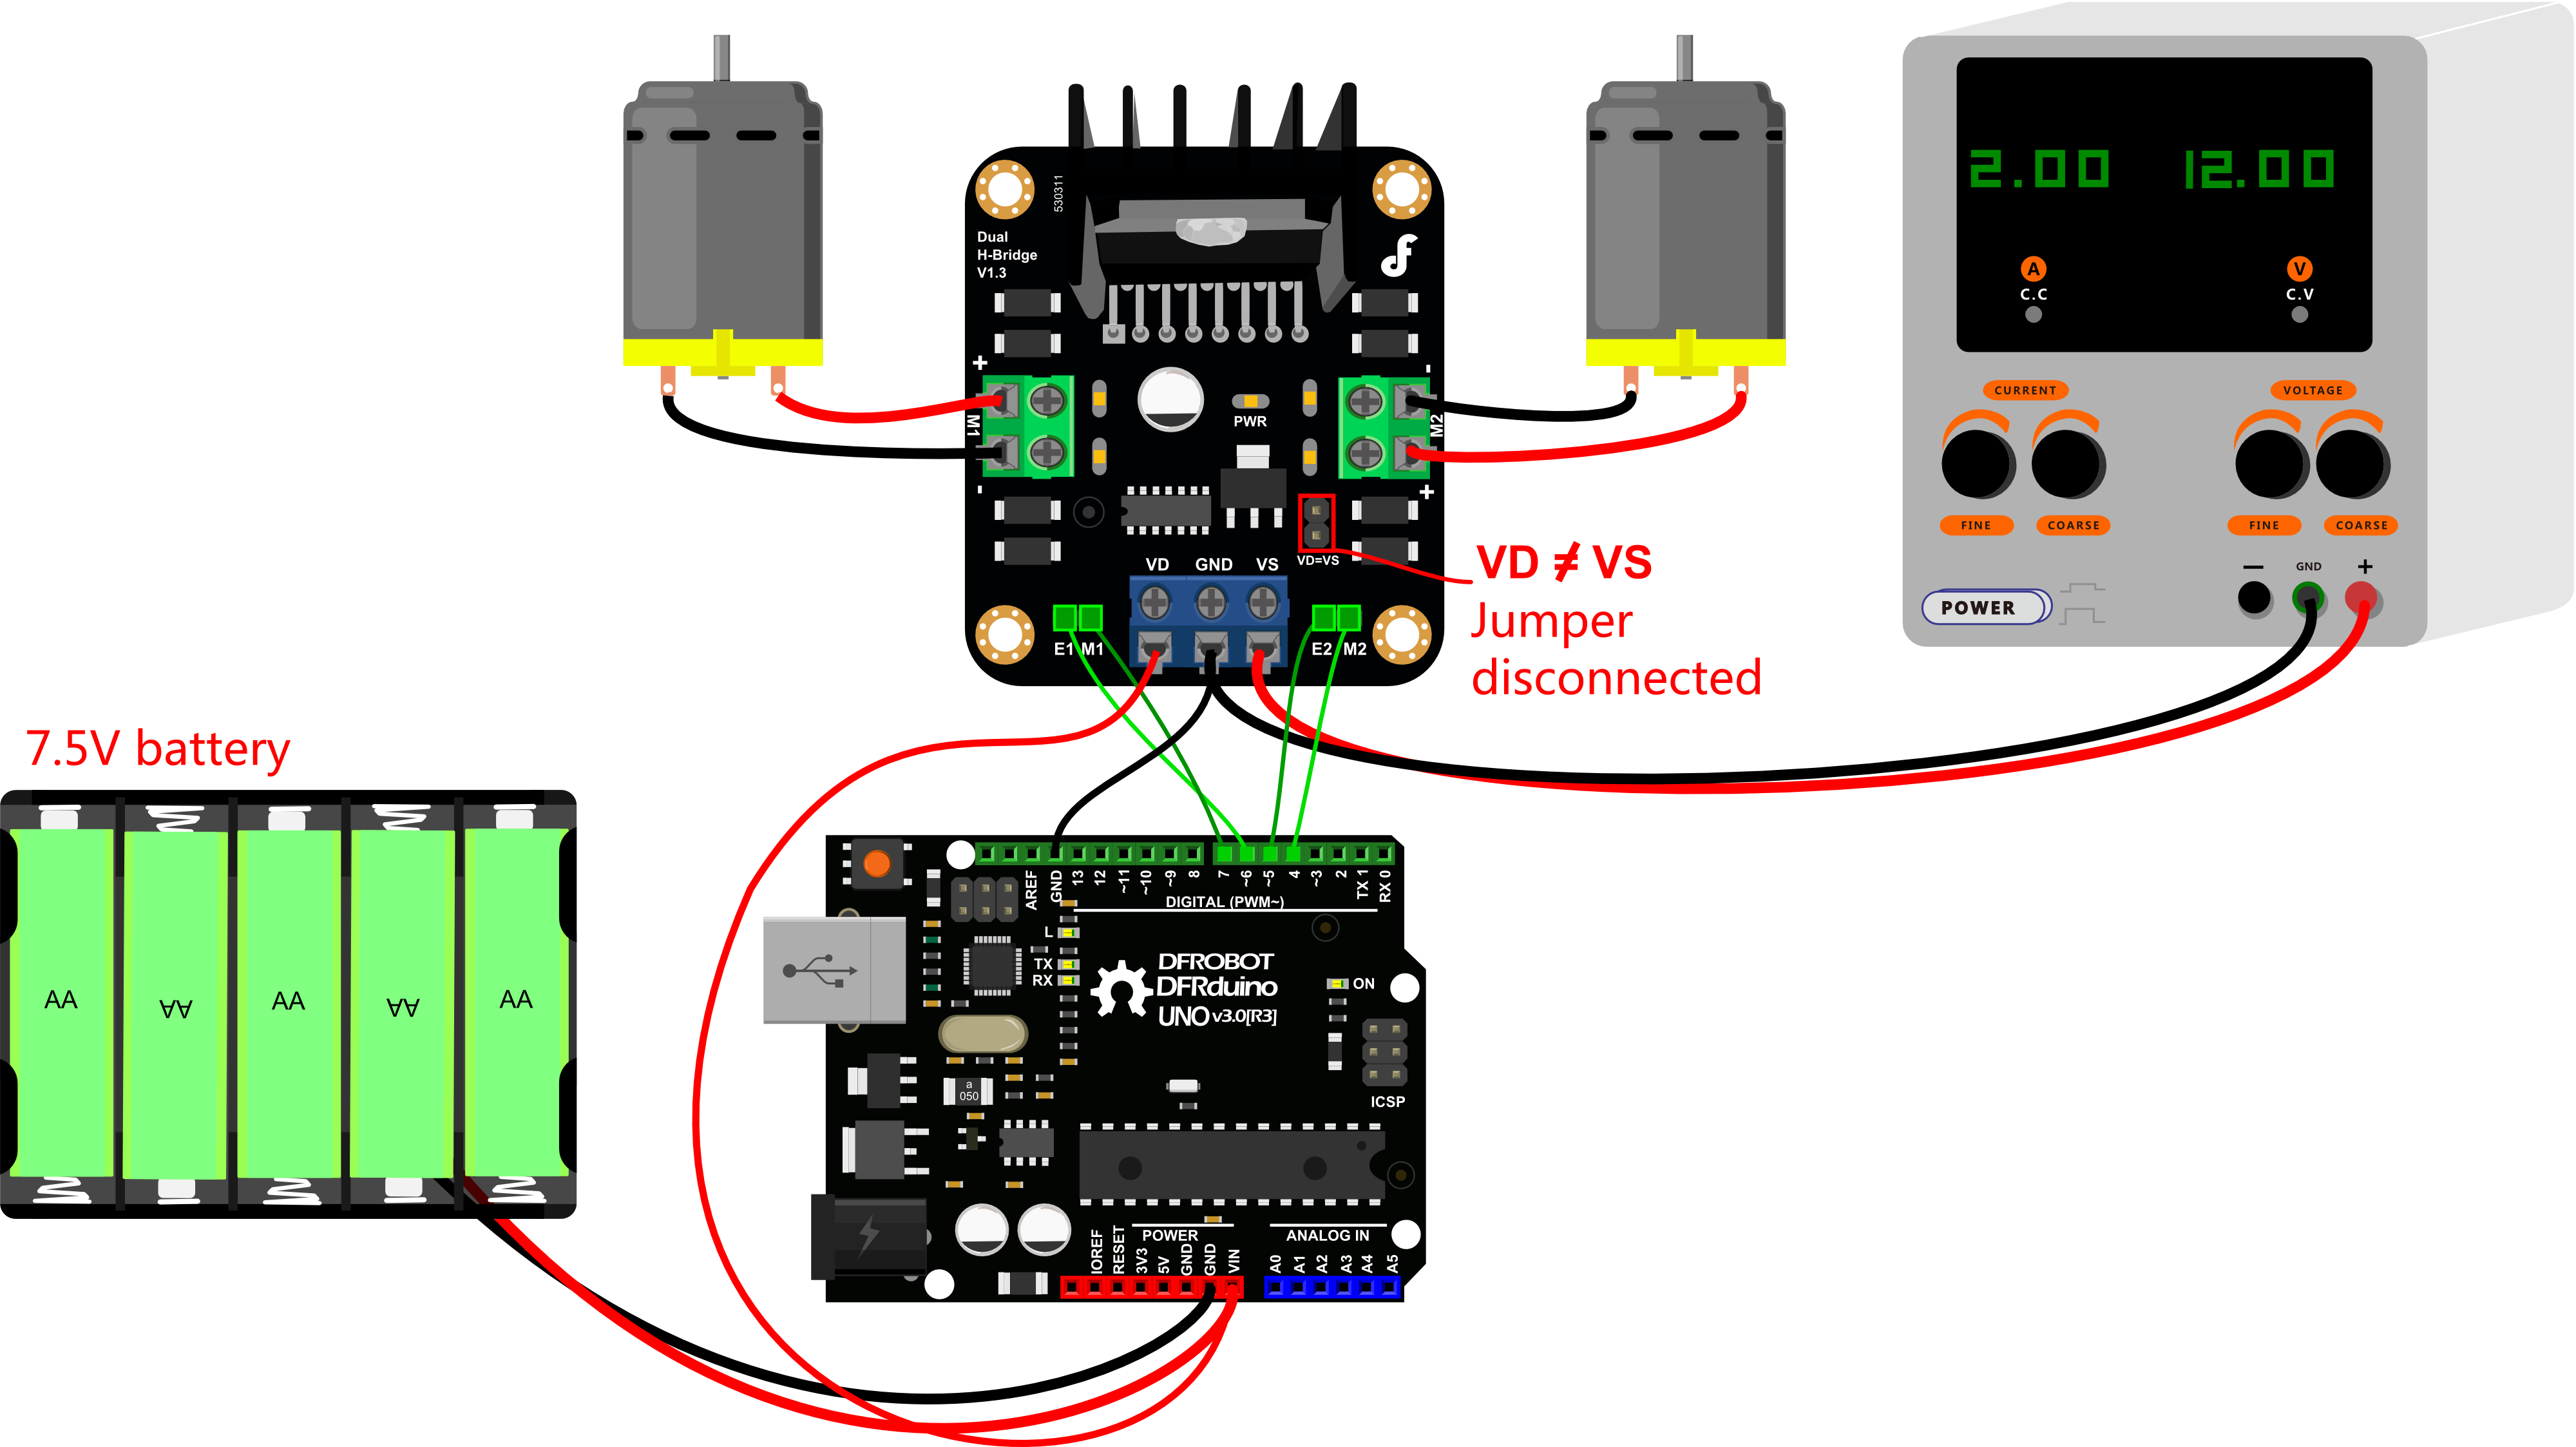 2.00 12.00
A
C.C
V
C.V
CURRENT
VOLTAGE
FINE
COARSE
FINE
COARSE
POWER
−
GND
+
530311
Dual
H-Bridge
V1.3
+
M1
-
-
M2
+
PWR
VD
GND
VS
VD=VS
E1
M1
E2
M2
VD ≠ VS
Jumper
disconnected
7.5V battery
AA
AA
AA
AA
AA
AREF
GND
13
12
~11
~10
~9
8
7
~6
~5
4
~3
2
TX 1
RX 0
DIGITAL (PWM~)
L
TX
RX
DFROBOT
DFRduino
UNO v3.0[R3]
ON
a
050
ICSP
POWER
ANALOG IN
IOREF
RESET
3V3
5V
GND
GND
VIN
A0
A1
A2
A3
A4
A5